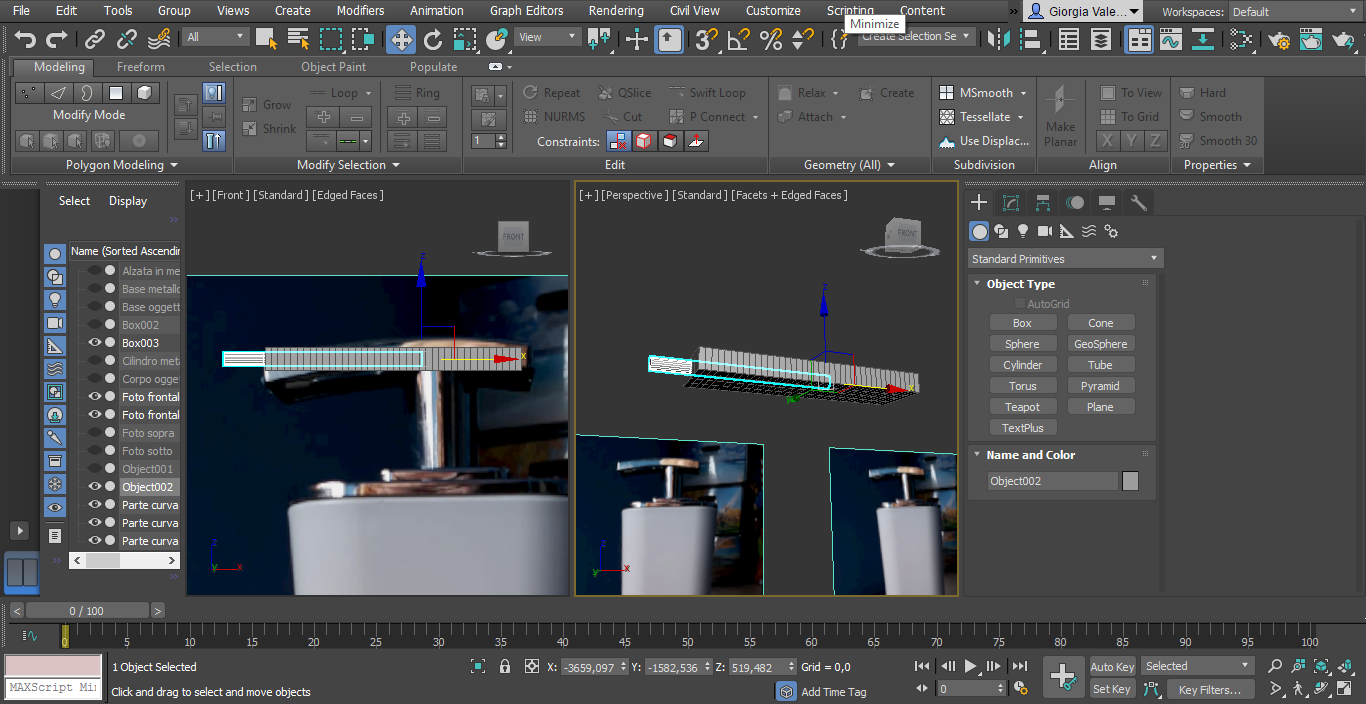 File Edit Tools Group Views Create Modifiers Animation Graph Editors Rendering Civil View Customize Scripting Content » Giorgia Vale... Workspaces: Default
Minimize
All View Create Selection Se
Modeling Freeform Selection Object Paint Populate
Modify Mode
Polygon Modeling
Grow
Shrink
Loop
Ring
1
Modify Selection
Repeat QSlice Swift Loop
NURMS Cut P Connect
Constraints:
Edit
Relax Create
Attach
Geometry (All)
MSmooth
Tessellate
Use Displac...
Subdivision
Make Planar
To View
To Grid
X Y Z
Align
Hard
Smooth
Smooth 30
Properties
Select Display
Name (Sorted Ascendin
Alzata in me
Base metallo
Base oggett
Box002
Box003
Cilindro meta
Corpo ogge
Foto frontal
Foto frontal
Foto sopra
Foto sotto
Object001
Object002
Parte curva
Parte curva
Parte curva
[+] [Front ] [Standard ] [Edged Faces ]
FRONT
z
x
z
y x
[+] [Perspective ] [Standard ] [Facets + Edged Faces ]
FRONT
z
x
y
z
y x
Standard Primitives
Object Type
AutoGrid
Box Cone
Sphere GeoSphere
Cylinder Tube
Torus Pyramid
Teapot Plane
TextPlus
Name and Color
Object002
< 0 / 100 >
0 5 10 15 20 25 30 35 40 45 50 55 60 65 70 75 80 85 90 95 100
MAXScript Mi
1 Object Selected
Click and drag to select and move objects
X: -3659,097 Y: -1582,536 Z: 519,482 Grid = 0,0
Add Time Tag
0
Auto Key Selected
Set Key Key Filters...